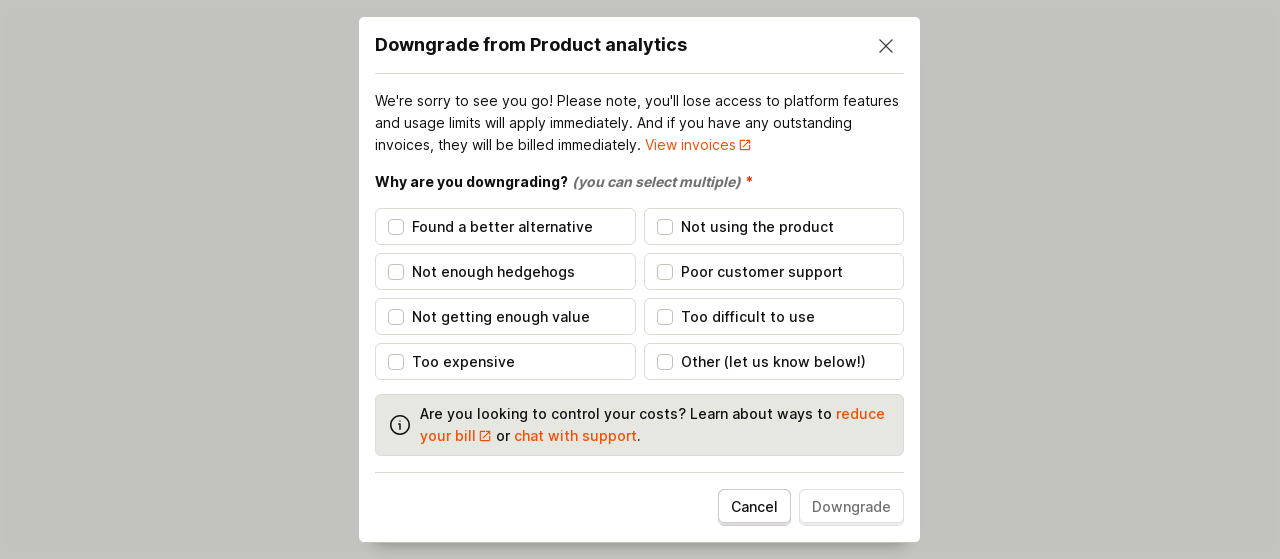 Downgrade from Product analytics
We're sorry to see you go! Please note, you'll lose access to platform features
and usage limits will apply immediately. And if you have any outstanding
invoices, they will be billed immediately. View invoices
Why are you downgrading? (you can select multiple) *
Found a better alternative
Not using the product
Not enough hedgehogs
Poor customer support
Not getting enough value
Too difficult to use
Too expensive
Other (let us know below!)
Are you looking to control your costs? Learn about ways to reduce
your bill or chat with support.
Cancel
Downgrade